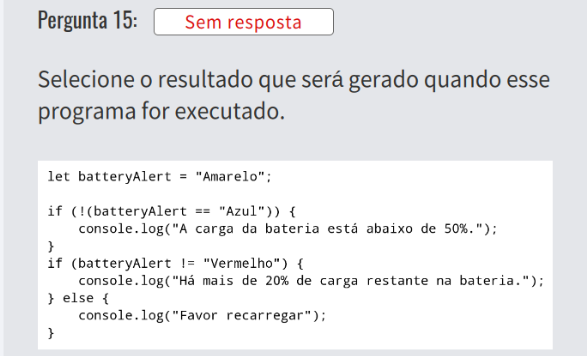 Pergunta 15:  Sem resposta
Selecione o resultado que será gerado quando esse
programa for executado.
let batteryAlert = "Amarelo";
if (!(batteryAlert == "Azul")) {
    console.log("A carga da bateria está abaixo de 50%.");
}
if (batteryAlert != "Vermelho") {
    console.log("Há mais de 20% de carga restante na bateria.");
} else {
    console.log("Favor recarregar");
}